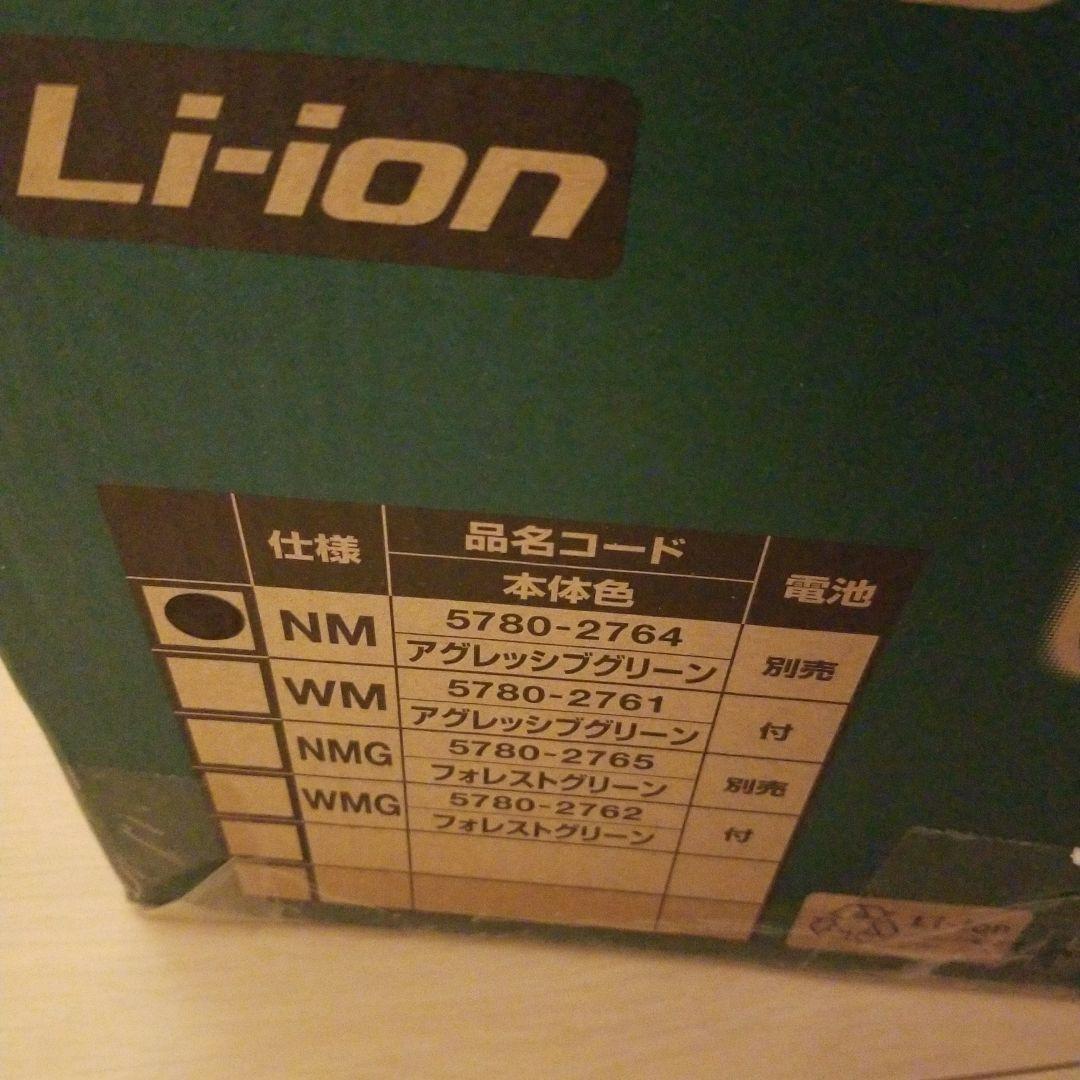 Li-ion
仕様 品名コード 電池
本体色
NM 5780-2764 別売
アグレッシブグリーン
WM 5780-2761 付
アグレッシブグリーン
NMG 5780-2765 別売
フォレストグリーン
WMG 5780-2762 付
フォレストグリーン
Li-ion